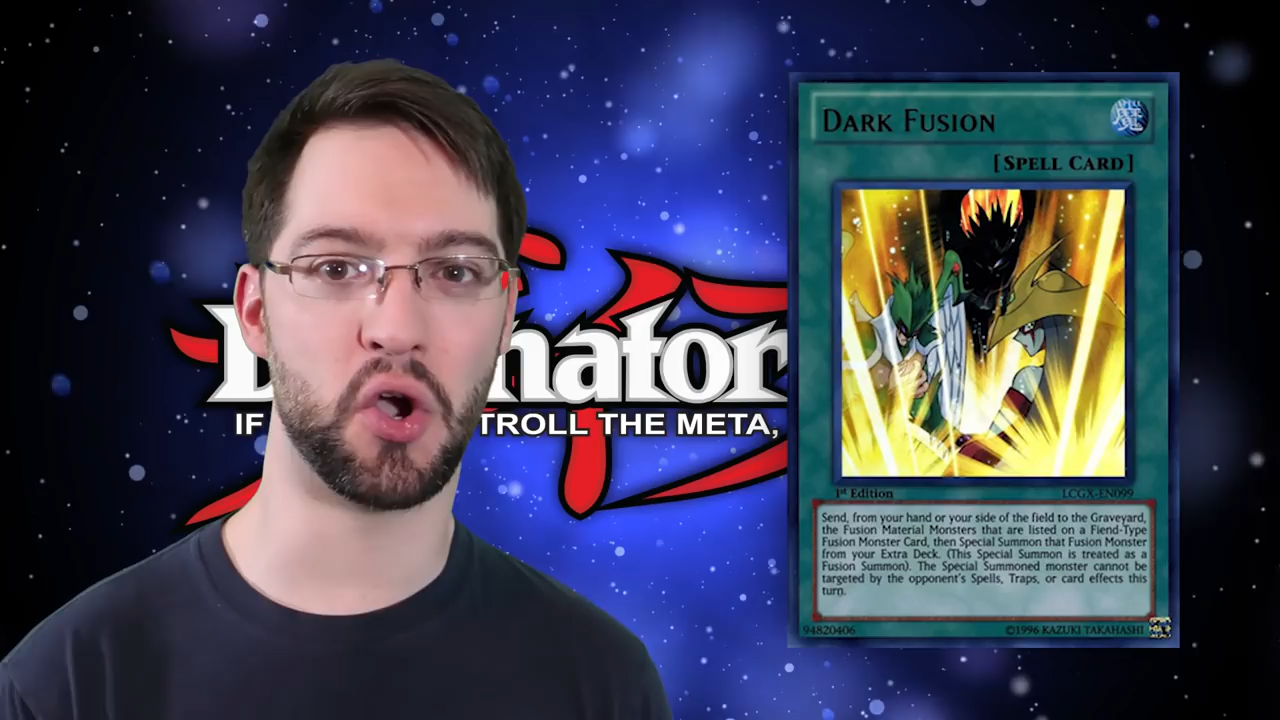 nator
IF
TROLL THE META,
DARK FUSION
[SPELL CARD]
1st Edition
LCGX-EN099
Send, from your hand or your side of the field to the Graveyard,
the Fusion Material Monsters that are listed on a Fiend-Type
Fusion Monster Card, then Special Summon that Fusion Monster
from your Extra Deck. (This Special Summon is treated as a
Fusion Summon). The Special Summoned monster cannot be
targeted by the opponent's Spells, Traps, or card effects this
turn.
94820406
©1996 KAZUKI TAKAHASHI